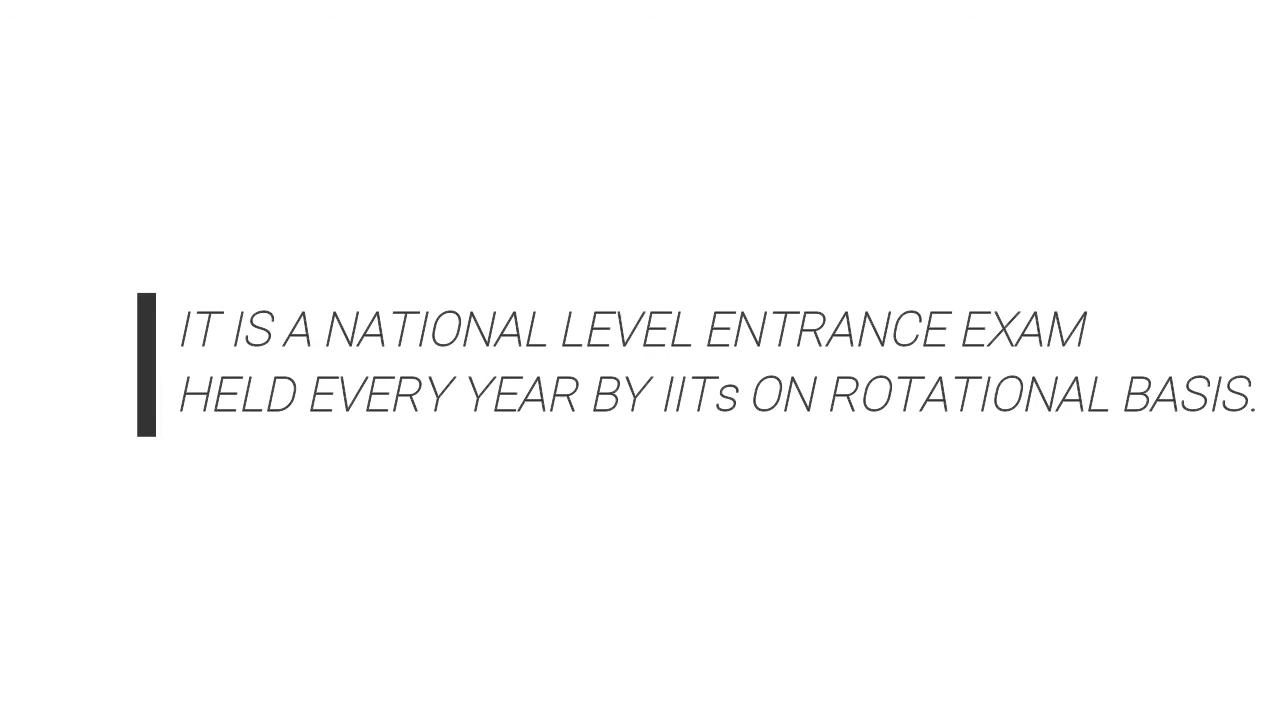 IT IS A NATIONAL LEVEL ENTRANCE EXAM
HELD EVERY YEAR BY IITs ON ROTATIONAL BASIS.